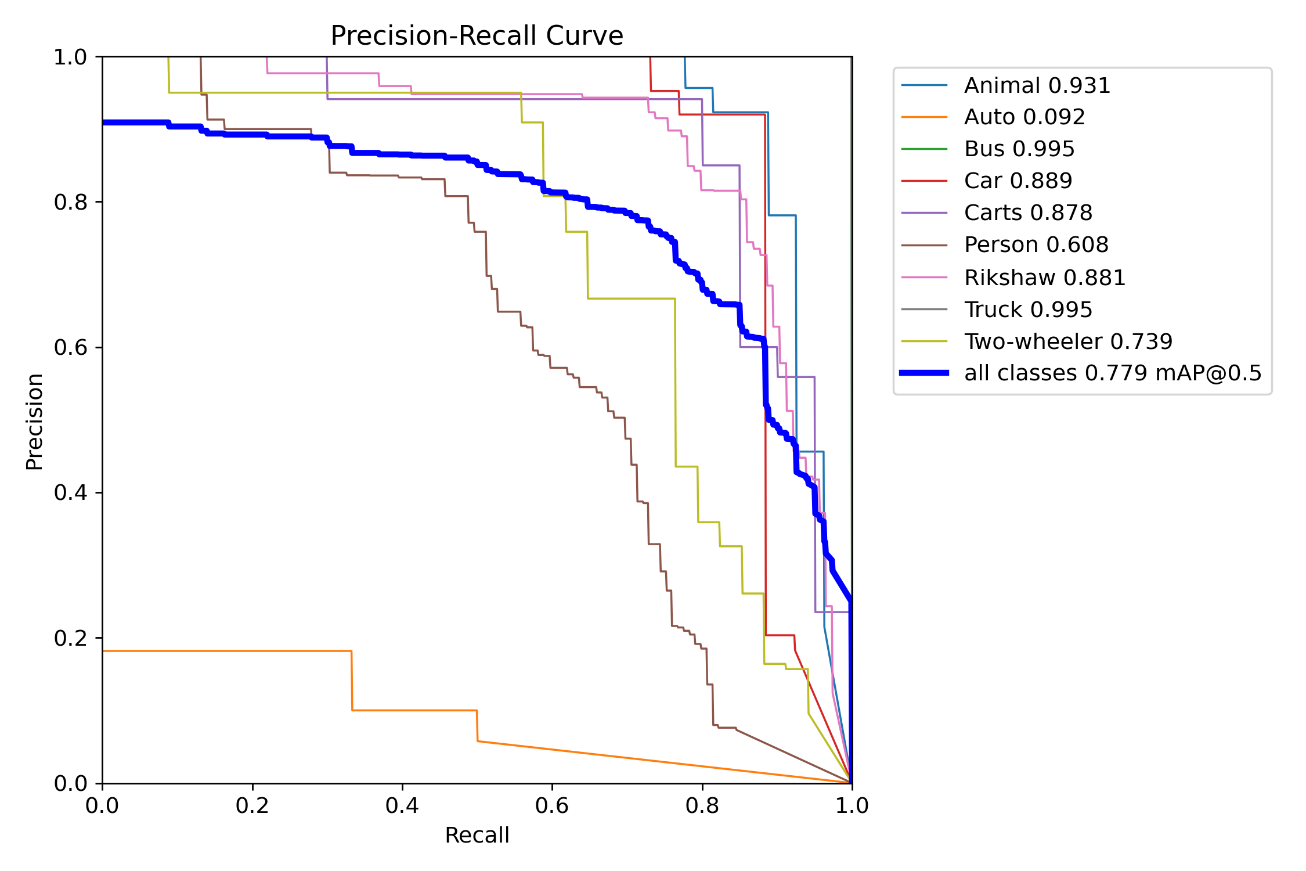 Precision-Recall Curve
1.0
0.8
0.6
0.4
0.2
0.0
Precision
0.0 0.2 0.4 0.6 0.8 1.0
Recall
Animal 0.931
Auto 0.092
Bus 0.995
Car 0.889
Carts 0.878
Person 0.608
Rikshaw 0.881
Truck 0.995
Two-wheeler 0.739
all classes 0.779 mAP@0.5